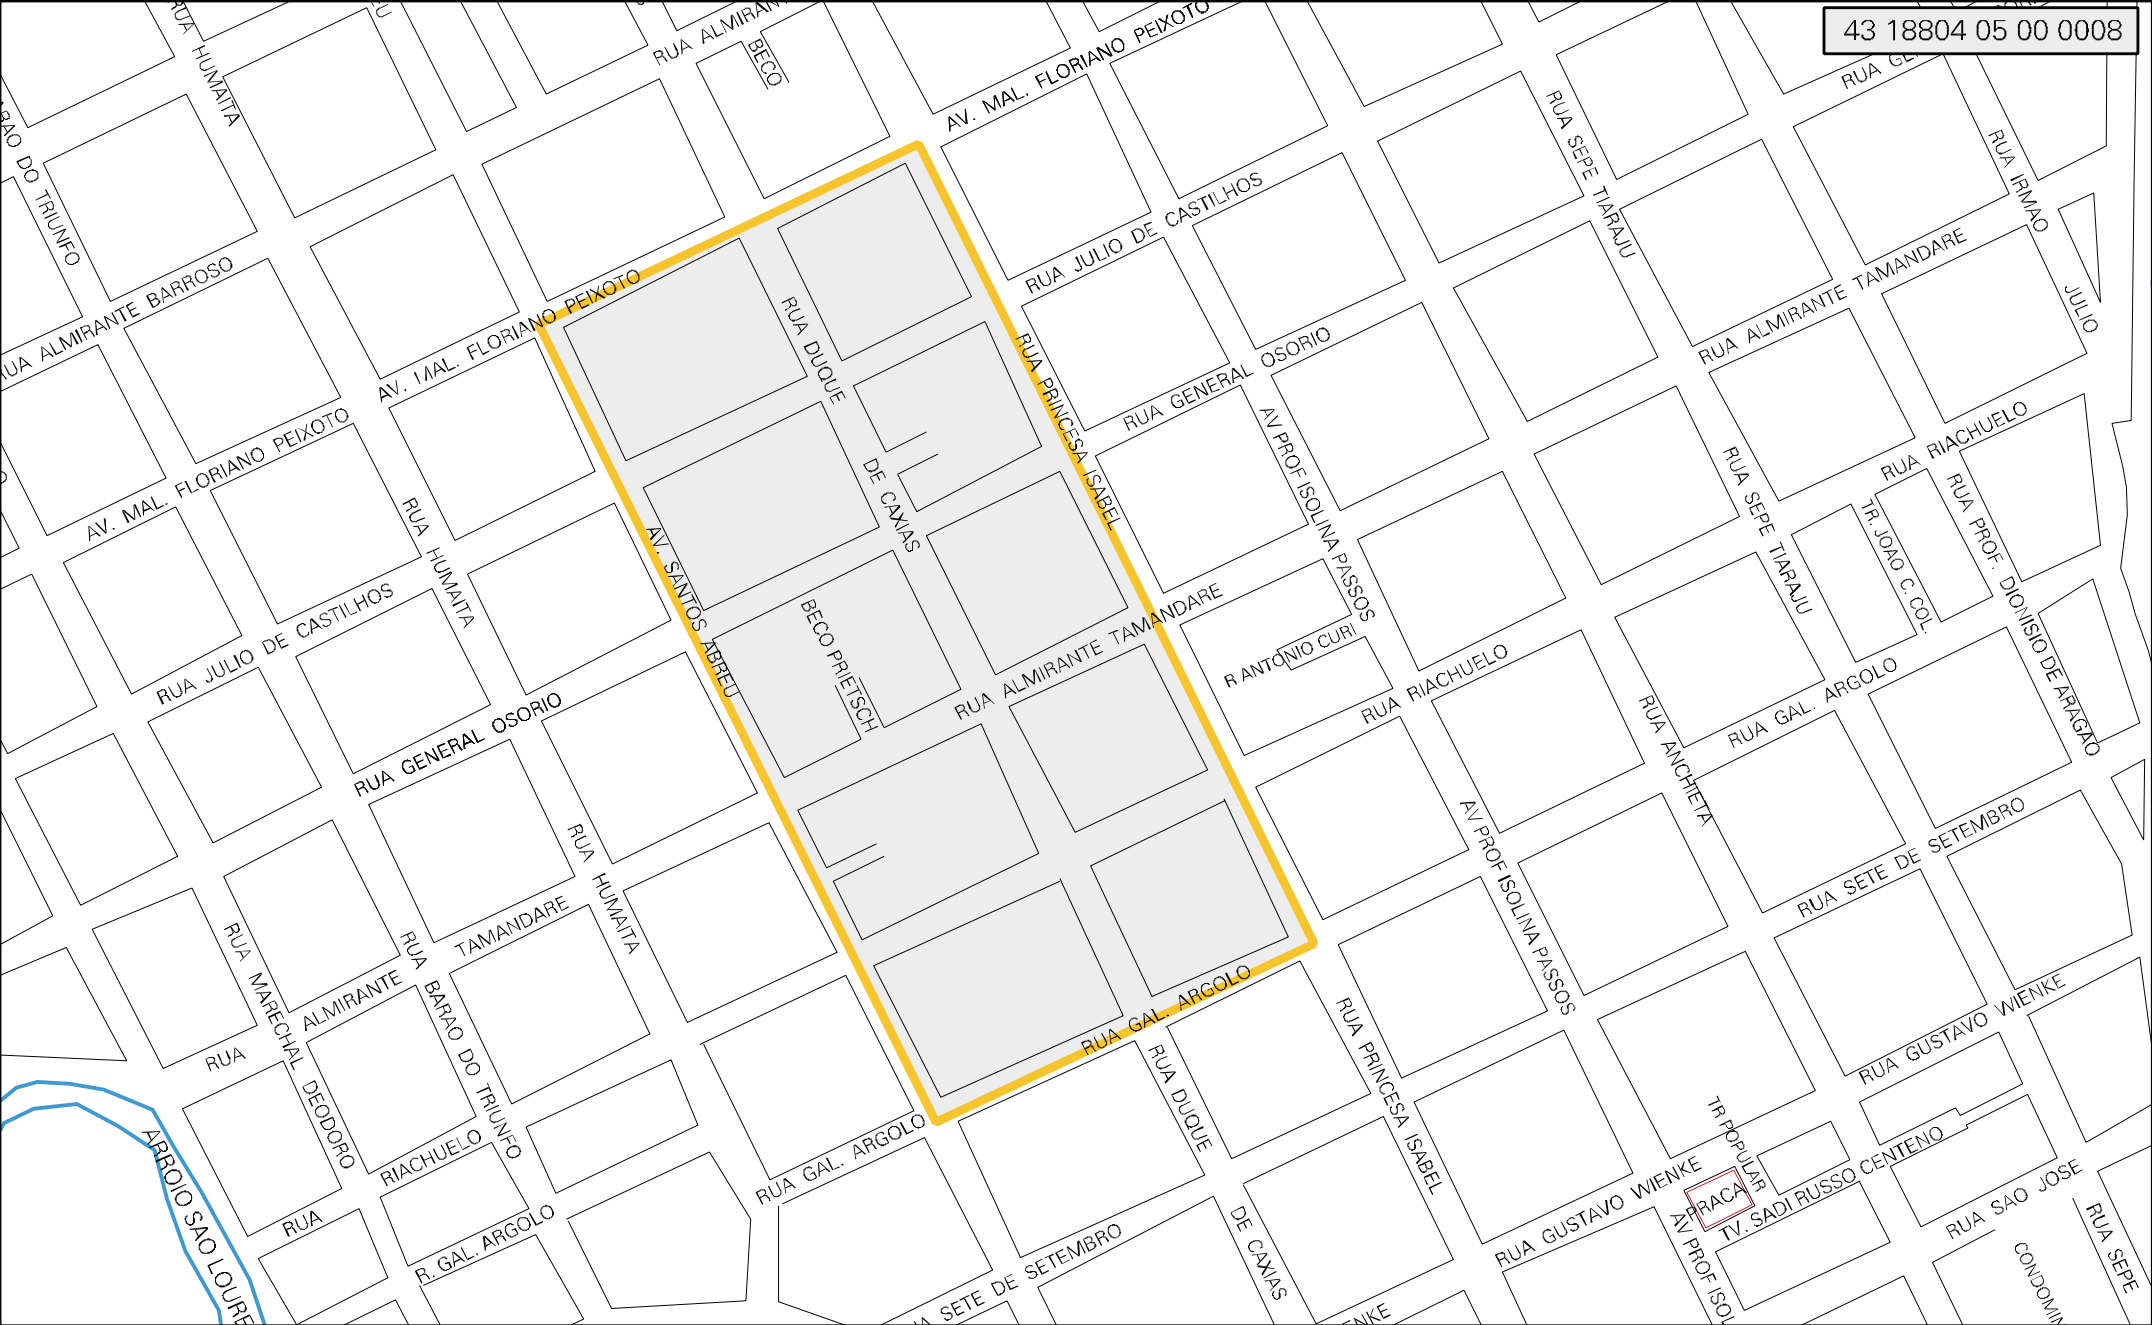 43 18804 05 00 0008
RUA HUMAITA
RUA ALMIRAN
BECO
AV. MAL. FLORIANO PEIXOTO
RUA SEPE TIARAJU
RUA IRMAO
JULIO
RAO DO TRIUNFO
RUA ALMIRANTE BARROSO
RUA JULIO DE CASTILHOS
RUA ALMIRANTE TAMANDARE
AV. MAL. FLORIANO PEIXOTO
RUA DUQUE
DE CAXIAS
RUA PRINCESA ISABEL
RUA GENERAL OSORIO
AV PROF ISOLINA PASSOS
RUA RIACHUELO
AV. MAL. FLORIANO PEIXOTO
RUA HUMAITA
AV. SANTOS ABREU
RUA SEPE TIARAJU
TR. JOAO C. COL.
RUA PROF. DIONISIO DE ARAGAO
RUA JULIO DE CASTILHOS
BECO PRIETSCH
RUA ALMIRANTE TAMANDARE
R ANTONIO CURI
RUA RIACHUELO
RUA GAL. ARGOLO
RUA ANCHIETA
RUA GENERAL OSORIO
RUA HUMAITA
AV PROF ISOLINA PASSOS
RUA SETE DE SETEMBRO
RUA MARECHAL DEODORO
RUA BARAO DO TRIUNFO
RUA ALMIRANTE TAMANDARE
RUA GAL. ARGOLO
RUA DUQUE
DE CAXIAS
RUA PRINCESA ISABEL
RUA GUSTAVO WIENKE
TR POPULAR
PRACA
TV. SADI RUSSO CENTENO
RUA GUSTAVO WIENKE
AV PROF ISOL
RUA SAO JOSE
RUA SEPE
CONDOMIN
RUA RIACHUELO
R. GAL. ARGOLO
RUA GAL. ARGOLO
SETE DE SETEMBRO
ENKE
ARROIO SAO LOURE